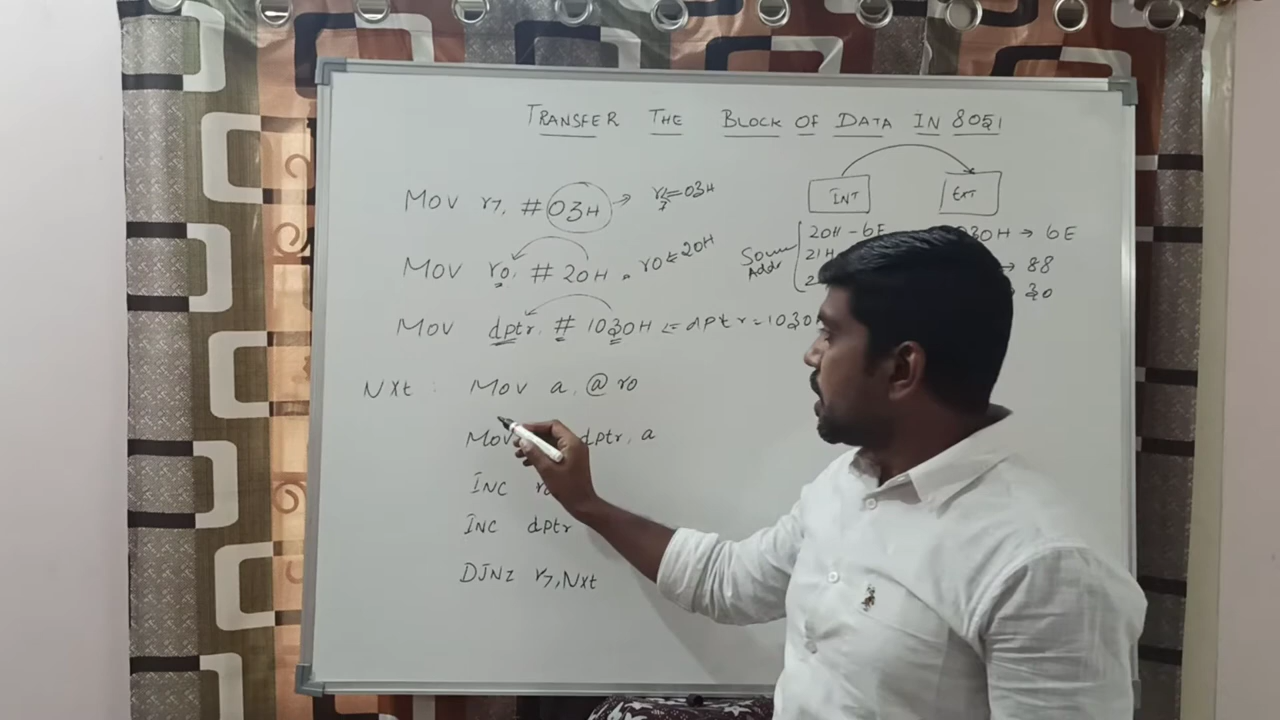 TRANSFER THE BLOCK OF DATA IN 8051
MOV r7, #03H → r7=03H
INT EXT
MOV r0, #20H r0=20H
Source Addr
20H - 6E
21H
2
030H → 6E
→ 88
→ 30
MOV dptr, #1030H = dptr=1030
NXt : MOV a, @r0
MOV dptr, a
INC
INC dptr
DJNZ r7, NXt